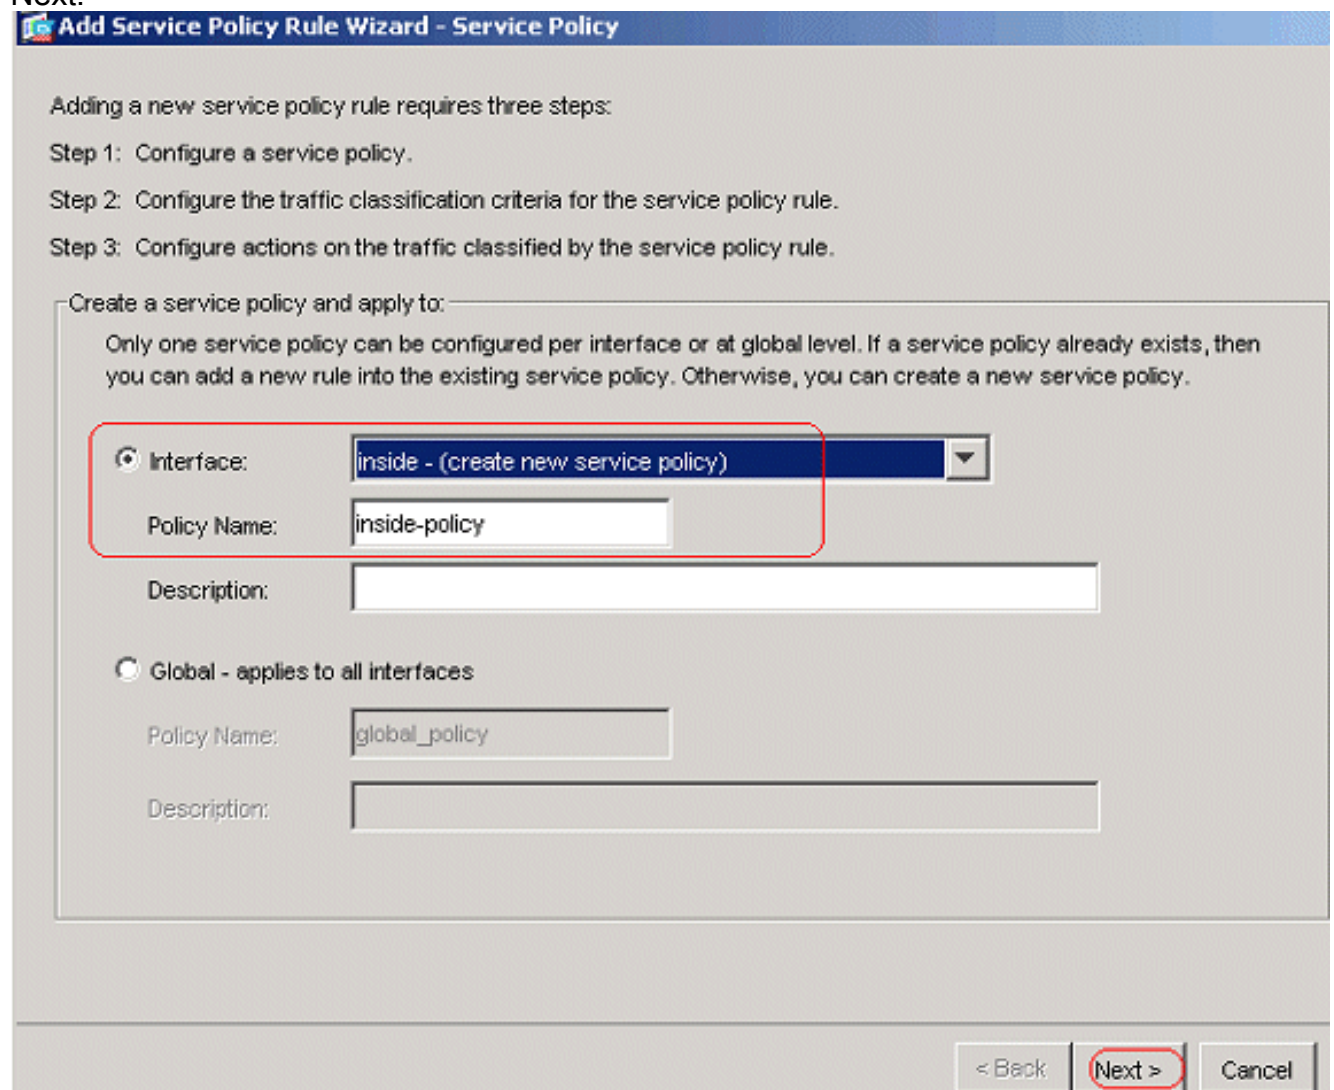 Next.
Add Service Policy Rule Wizard - Service Policy
Adding a new service policy rule requires three steps:
Step 1: Configure a service policy.
Step 2: Configure the traffic classification criteria for the service policy rule.
Step 3: Configure actions on the traffic classified by the service policy rule.
Create a service policy and apply to:
Only one service policy can be configured per interface or at global level. If a service policy already exists, then
you can add a new rule into the existing service policy. Otherwise, you can create a new service policy.
Interface: inside - (create new service policy)
Policy Name: inside-policy
Description:
Global - applies to all interfaces
Policy Name: global_policy
Description:
< Back Next > Cancel